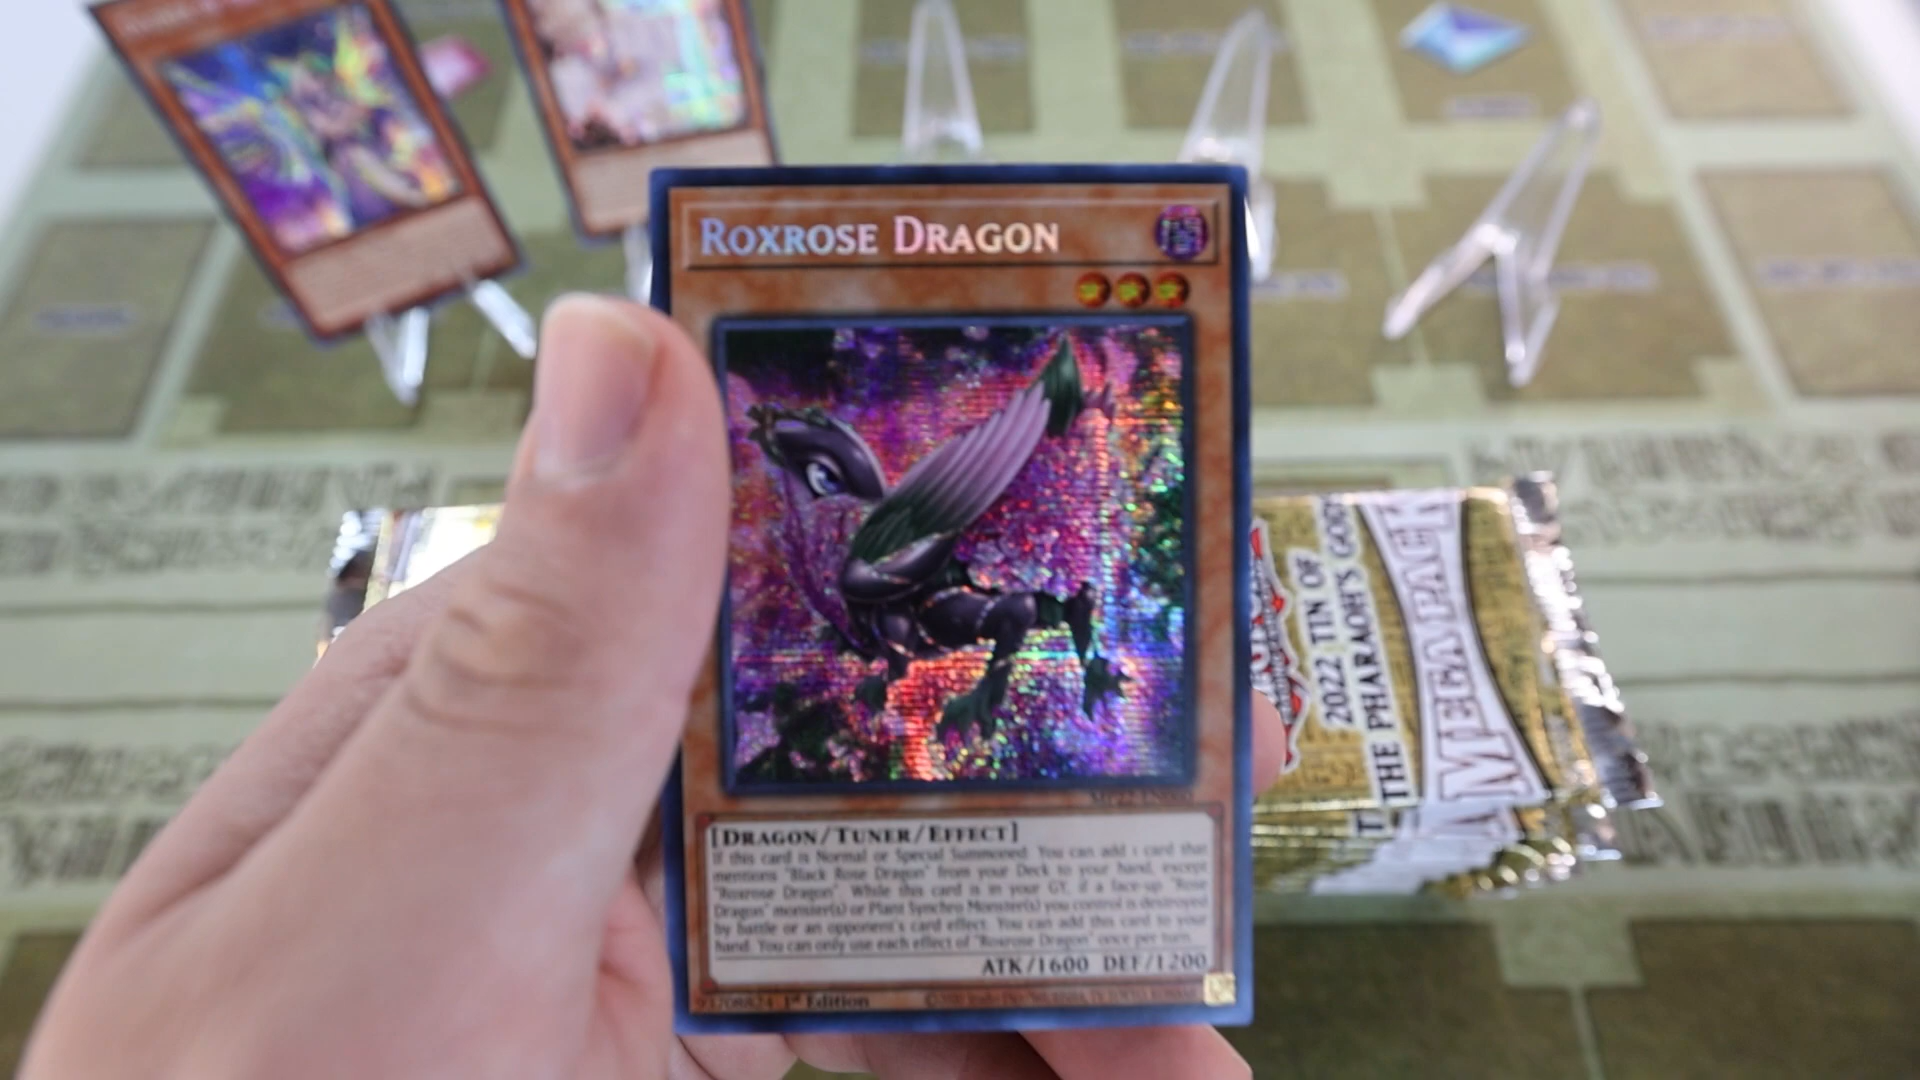 ROXROSE DRAGON
[DRAGON/TUNER/EFFECT]
If this card is Normal or Special Summoned: You can add 1 card that
mentions "Black Rose Dragon" from your Deck to your hand, except
"Roxrose Dragon". While this card is in your GY, if a face-up "Rose
Dragon" monster(s) or Plant Synchro Monster(s) you control is destroyed
by battle or an opponent's card effect: You can add this card to your
hand. You can only use each effect of "Roxrose Dragon" once per turn.
ATK/1600 DEF/1200
1st Edition
2022 TIN OF
THE PHARAOH'S GODS
MEGA PACK